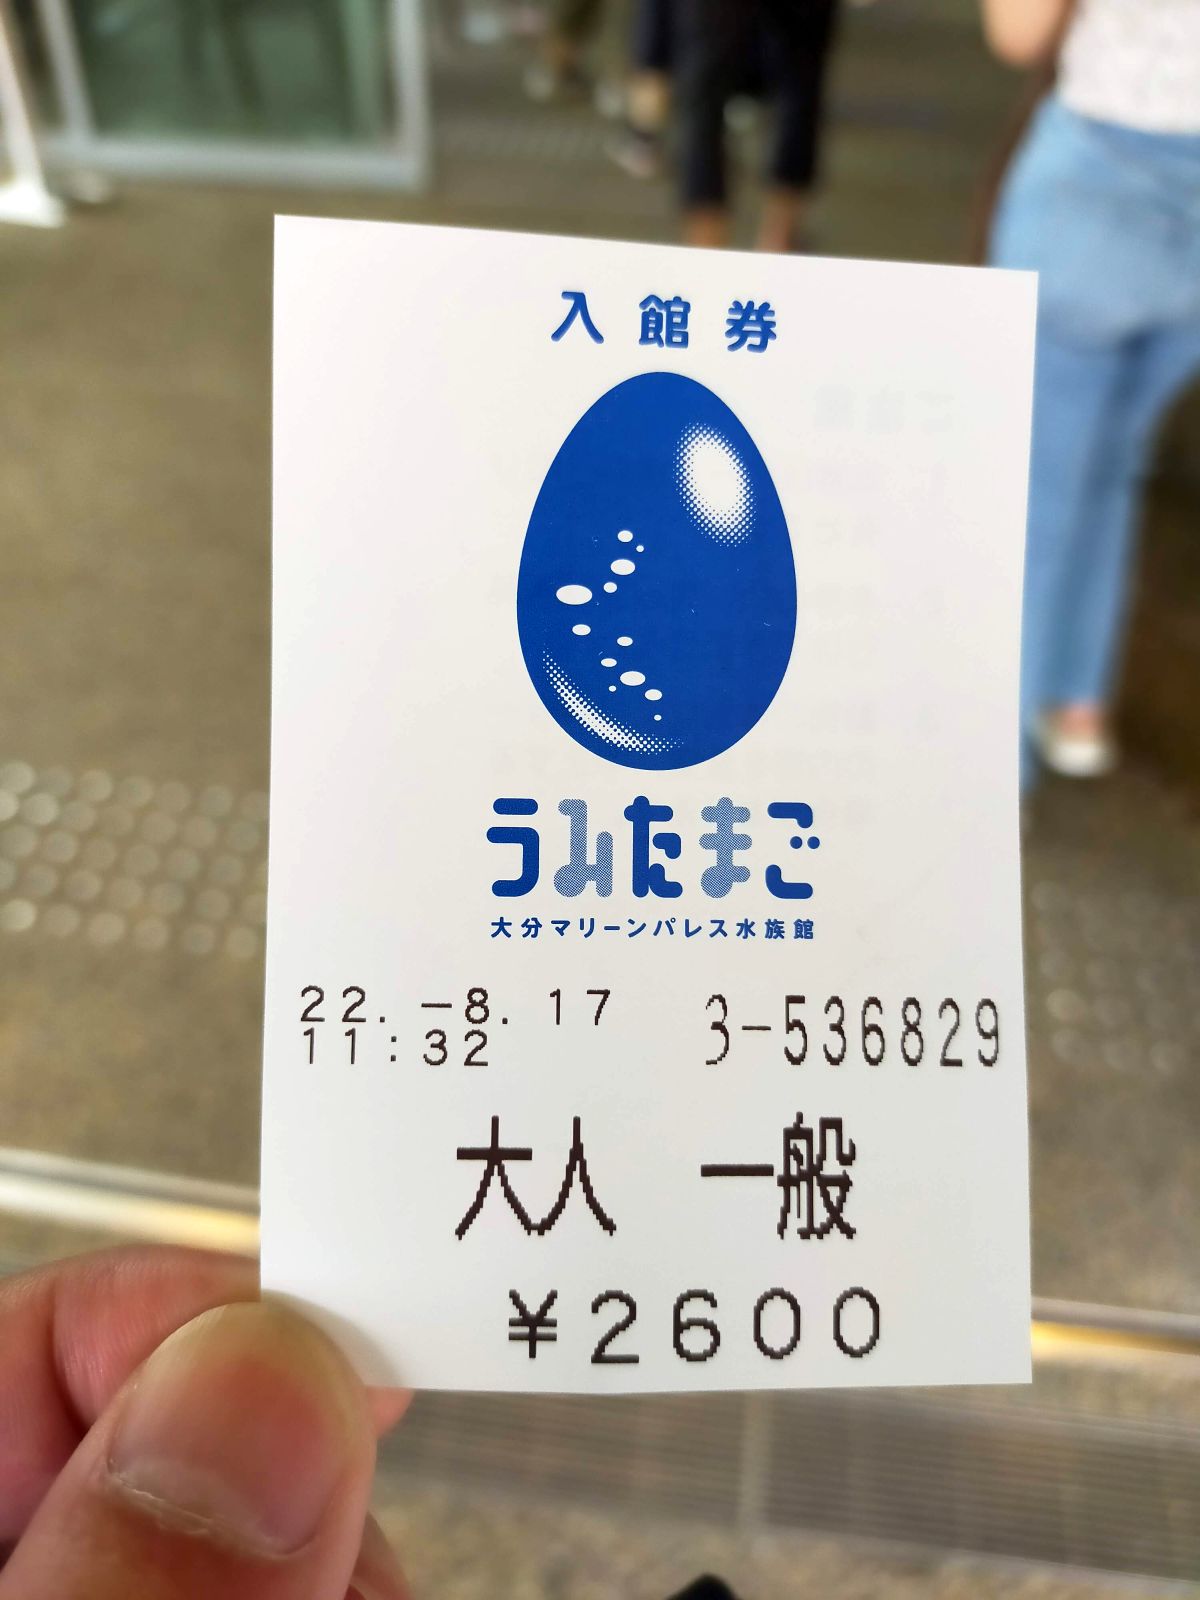 入館券
うみたまご
大分マリーンパレス水族館
22.-8.17 3-536829
11:32
大人 一般
¥2600